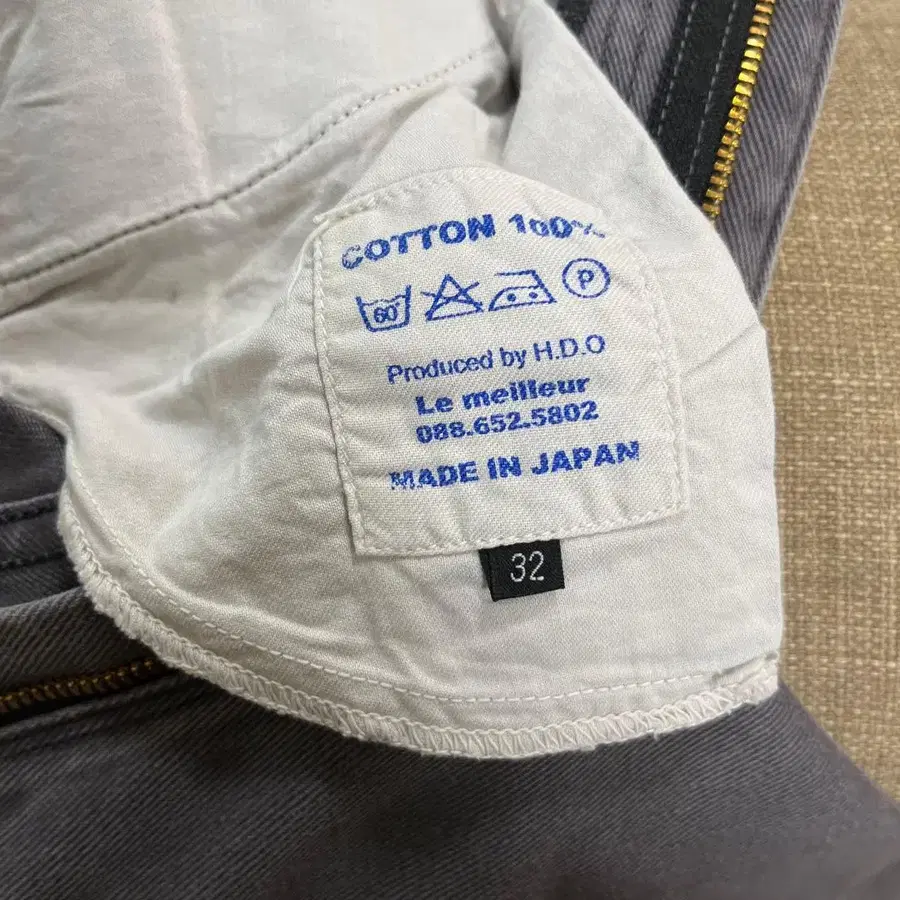 COTTON 100%
60° P
Produced by H.D.O
Le meilleur
088.652.5802
MADE IN JAPAN
32